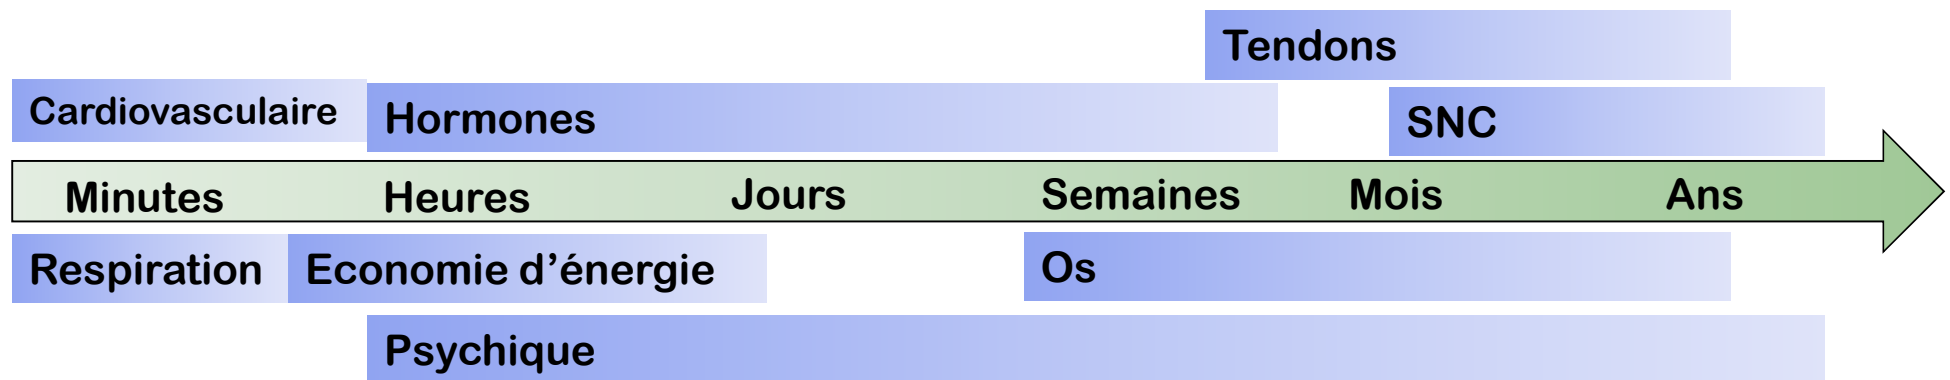 Tendons
Cardiovasculaire
Hormones
SNC
Minutes Heures Jours Semaines Mois Ans
Respiration
Economie d’énergie
Os
Psychique